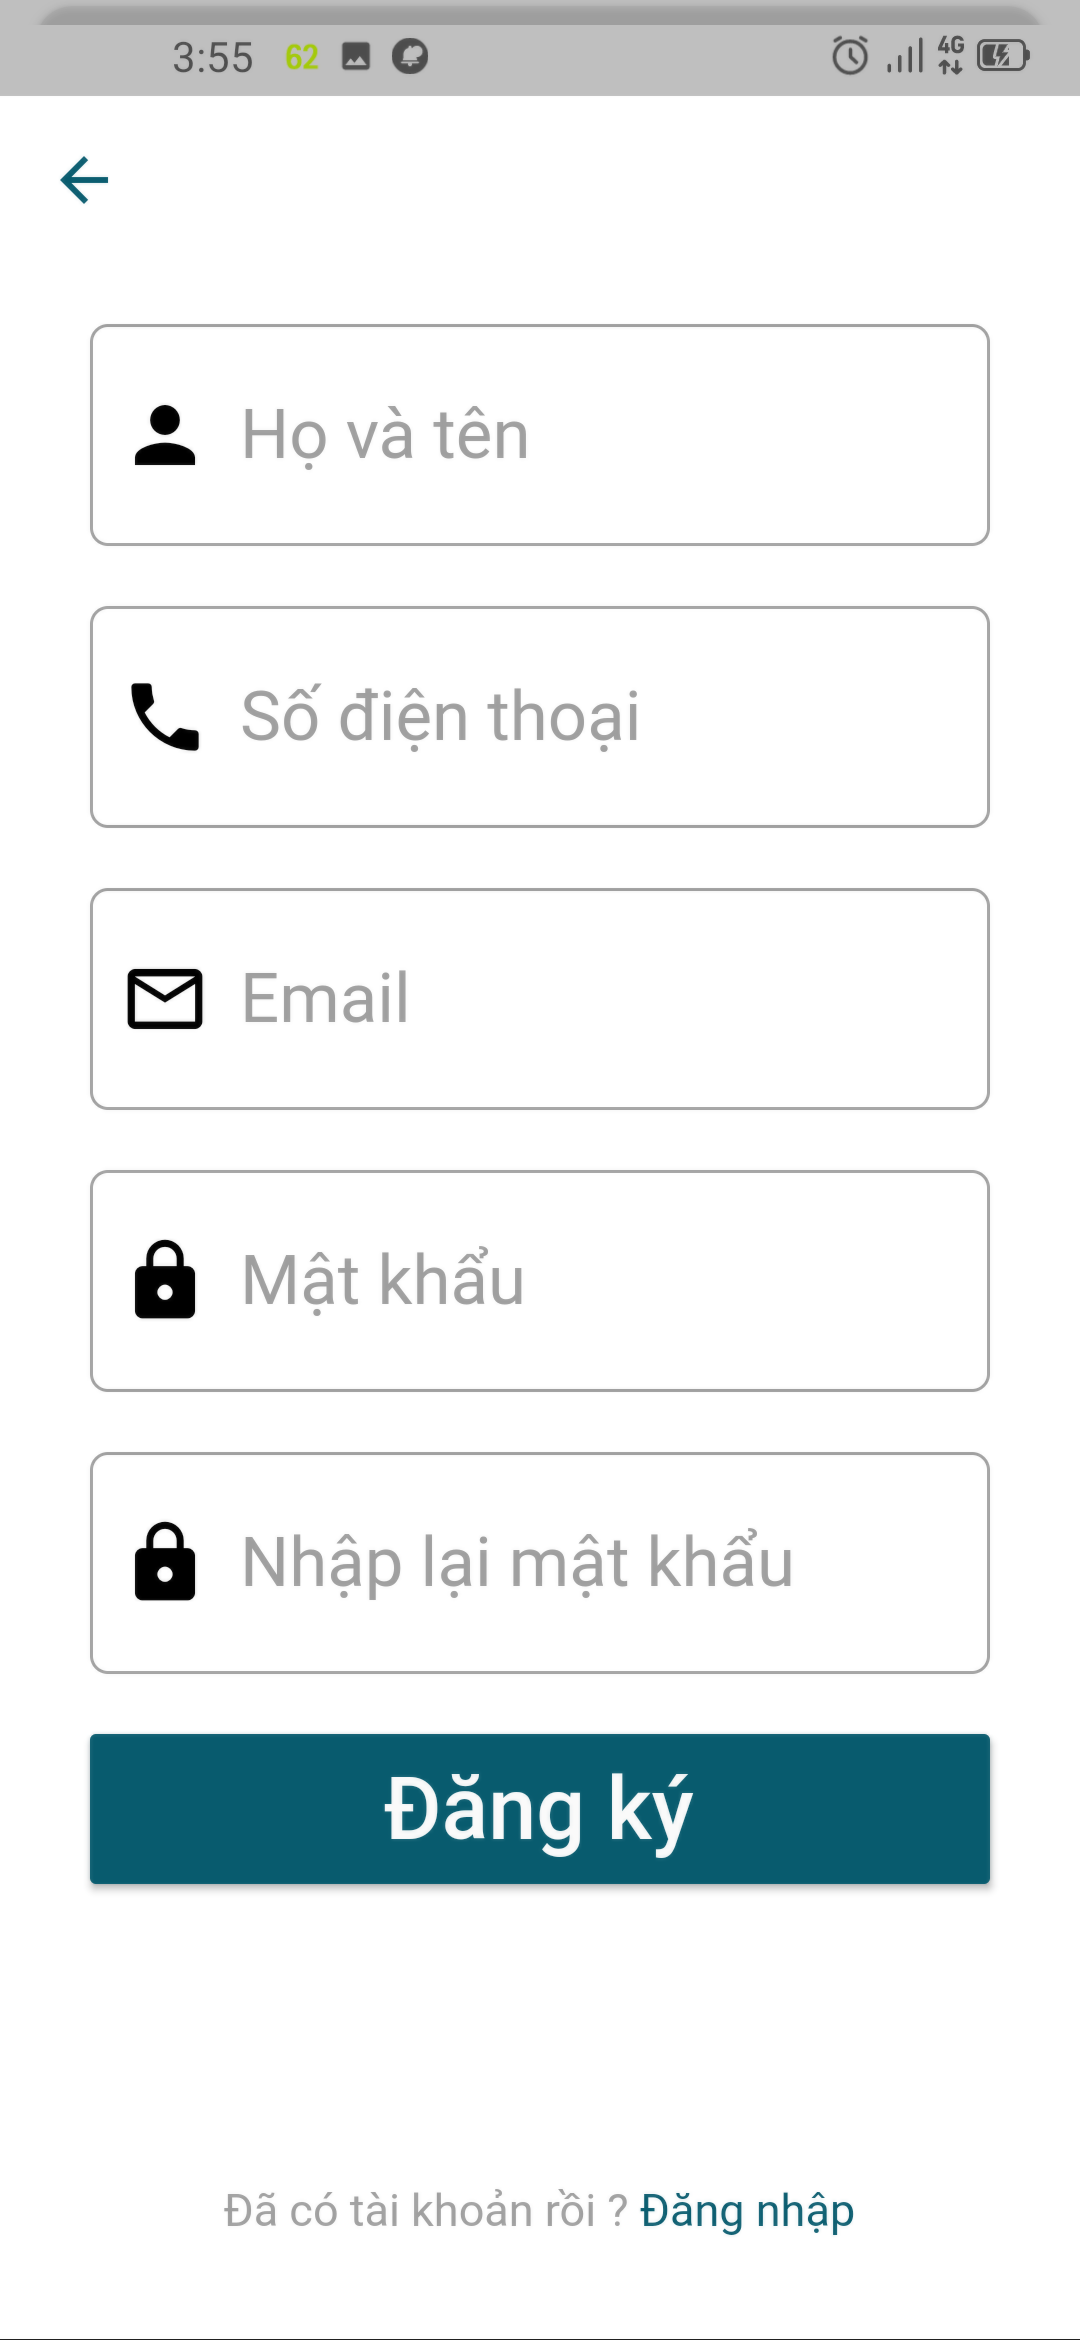 3:55 62 4G
Họ và tên
Số điện thoại
Email
Mật khẩu
Nhập lại mật khẩu
Đăng ký
Đã có tài khoản rồi ? Đăng nhập